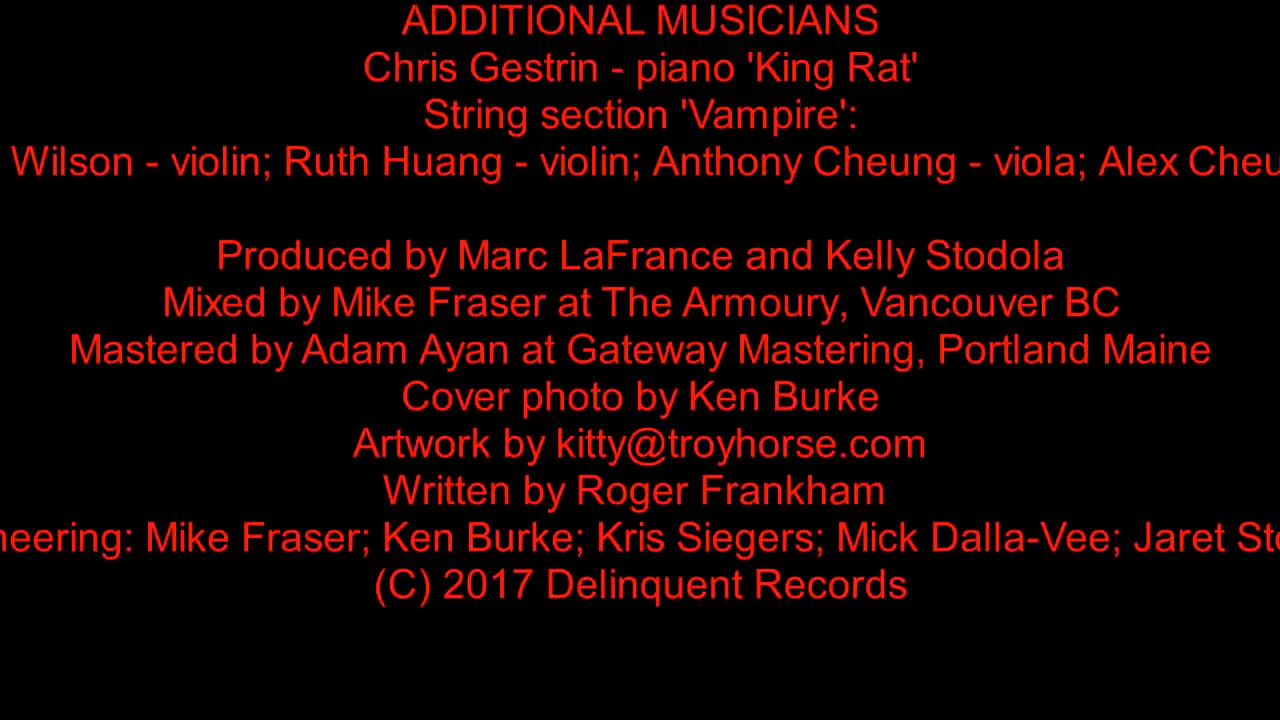 ADDITIONAL MUSICIANS
Chris Gestrin - piano 'King Rat'
String section 'Vampire':
Wilson - violin; Ruth Huang - violin; Anthony Cheung - viola; Alex Cheu
Produced by Marc LaFrance and Kelly Stodola
Mixed by Mike Fraser at The Armoury, Vancouver BC
Mastered by Adam Ayan at Gateway Mastering, Portland Maine
Cover photo by Ken Burke
Artwork by kitty@troyhorse.com
Written by Roger Frankham
neering: Mike Fraser; Ken Burke; Kris Siegers; Mick Dalla-Vee; Jaret Sto
(C) 2017 Delinquent Records